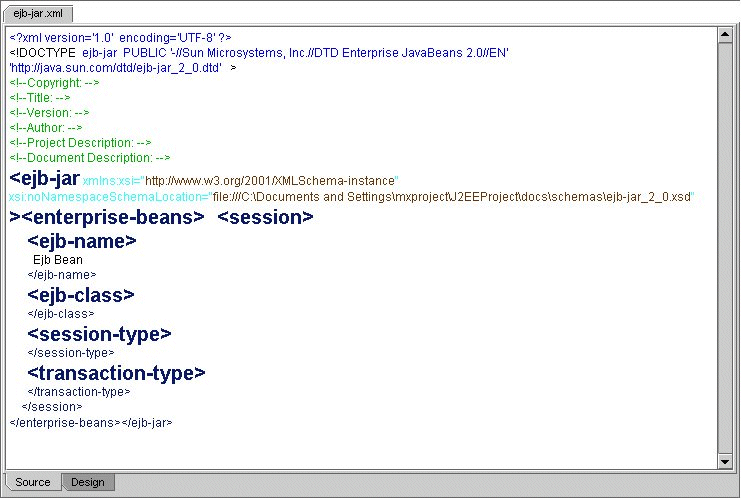 ejb-jar.xml
<?xml version='1.0' encoding='UTF-8' ?>
<!DOCTYPE ejb-jar PUBLIC '-//Sun Microsystems, Inc.//DTD Enterprise JavaBeans 2.0//EN'
'http://java.sun.com/dtd/ejb-jar_2_0.dtd' >
<!--Copyright: -->
<!--Title: -->
<!--Version: -->
<!--Author: -->
<!--Project Description: -->
<!--Document Description: -->
<ejb-jar xmlns:xsi="http://www.w3.org/2001/XMLSchema-instance"
xsi:noNamespaceSchemaLocation="file:///C:\Documents and Settings\mxproject\J2EEProject\docs\schemas\ejb-jar_2_0.xsd"
><enterprise-beans> <session>
<ejb-name>
Ejb Bean
</ejb-name>
<ejb-class>
</ejb-class>
<session-type>
</session-type>
<transaction-type>
</transaction-type>
</session>
</enterprise-beans></ejb-jar>
Source Design